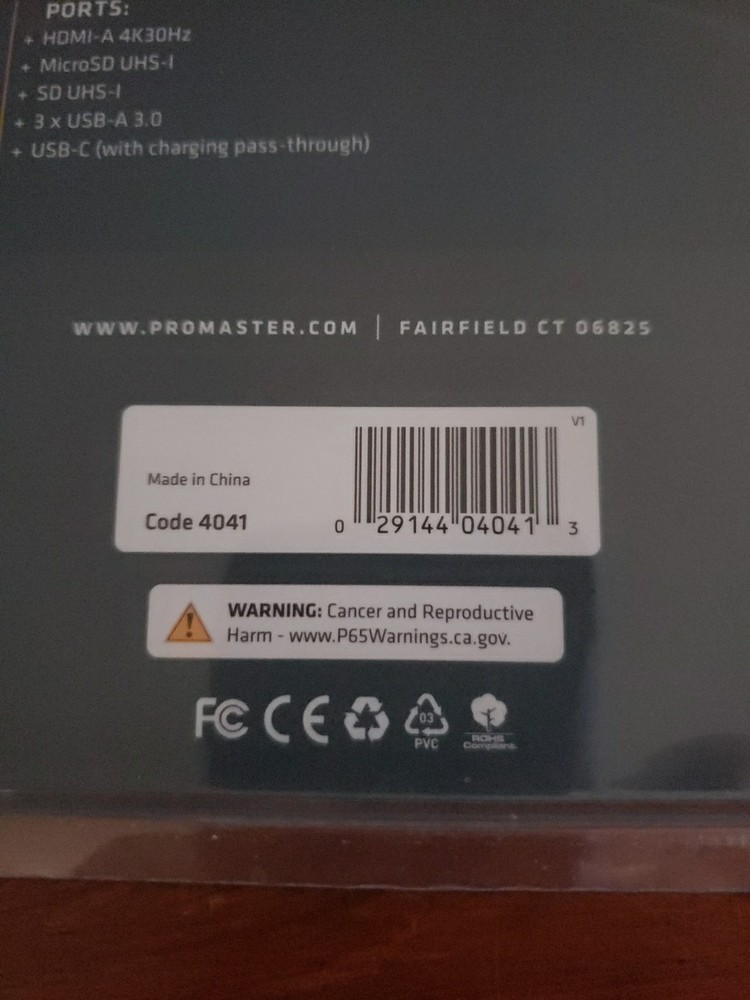 PORTS:
+ HDMI-A 4K30Hz
+ MicroSD UHS-I
+ SD UHS-I
+ 3 x USB-A 3.0
+ USB-C (with charging pass-through)
WWW.PROMASTER.COM | FAIRFIELD CT 06825
V1
Made in China
Code 4041
0 29144 04041 3
WARNING: Cancer and Reproductive
Harm - www.P65Warnings.ca.gov.
FC CE 03
PVC
ROHS
Compliant.